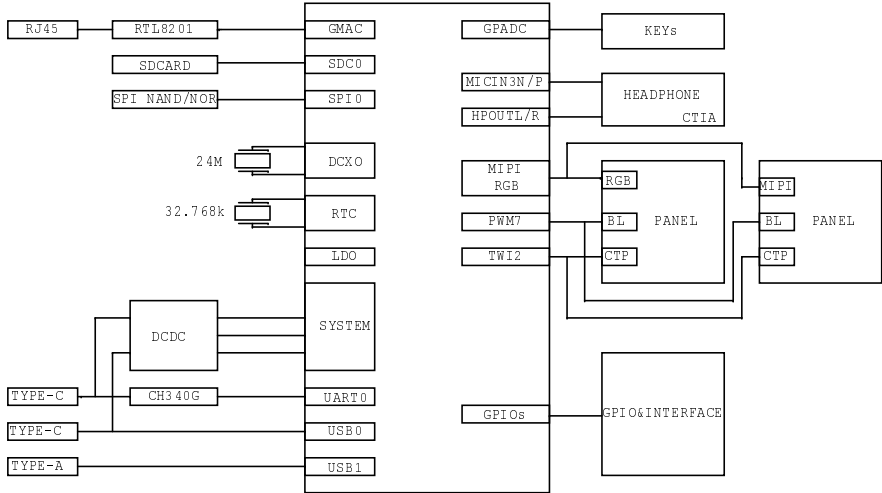 RJ45
RTL8201
GMAC
GPADC
KEYs
SDCARD
SDC0
MICIN3N/P
HEADPHONE
CTIA
SPI NAND/NOR
SPI0
HPOUTL/R
24M
DCXO
MIPI
RGB
RGB
MIPI
32.768k
RTC
PWM7
BL
PANEL
BL
PANEL
LDO
TWI2
CTP
CTP
DCDC
SYSTEM
TYPE-C
CH340G
UART0
GPIOs
GPIO&INTERFACE
TYPE-C
USB0
TYPE-A
USB1